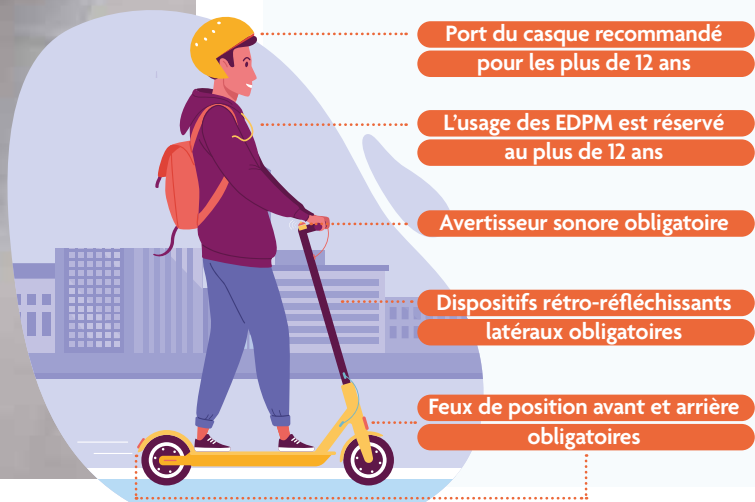 Port du casque recommandé
pour les plus de 12 ans
L'usage des EDPM est réservé
au plus de 12 ans
Avertisseur sonore obligatoire
Dispositifs rétro-réfléchissants
latéraux obligatoires
Feux de position avant et arrière
obligatoires